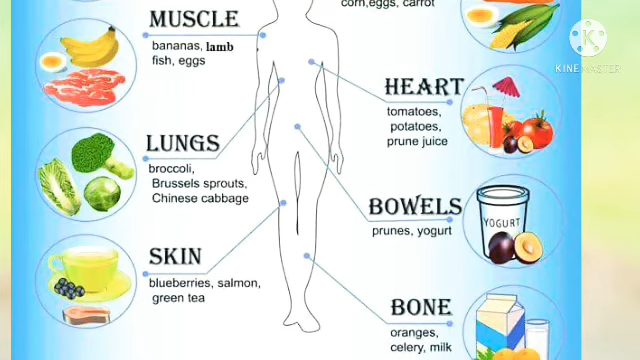 corn,eggs, carrot
MUSCLE
bananas, lamb
fish, eggs
K
KINEMASTER
HEART
tomatoes,
potatoes,
prune juice
LUNGS
broccoli,
Brussels sprouts,
Chinese cabbage
BOWELS
prunes, yogurt
YOGURT
SKIN
blueberries, salmon,
green tea
BONE
oranges,
celery, milk